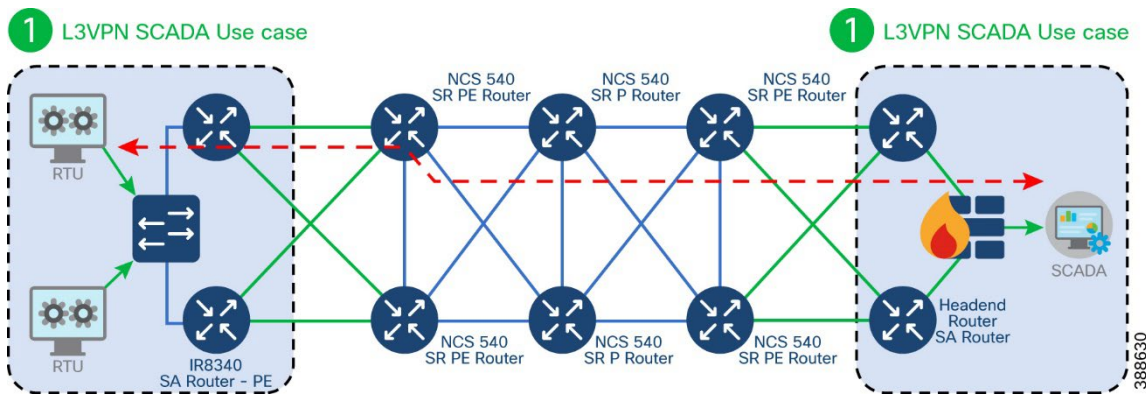 1 L3VPN SCADA Use case
1 L3VPN SCADA Use case
NCS 540
SR PE Router
NCS 540
SR P Router
NCS 540
SR PE Router
RTU
SCADA
RTU
IR8340
SA Router - PE
NCS 540
SR PE Router
NCS 540
SR P Router
NCS 540
SR PE Router
Headend
Router
SA Router
388630